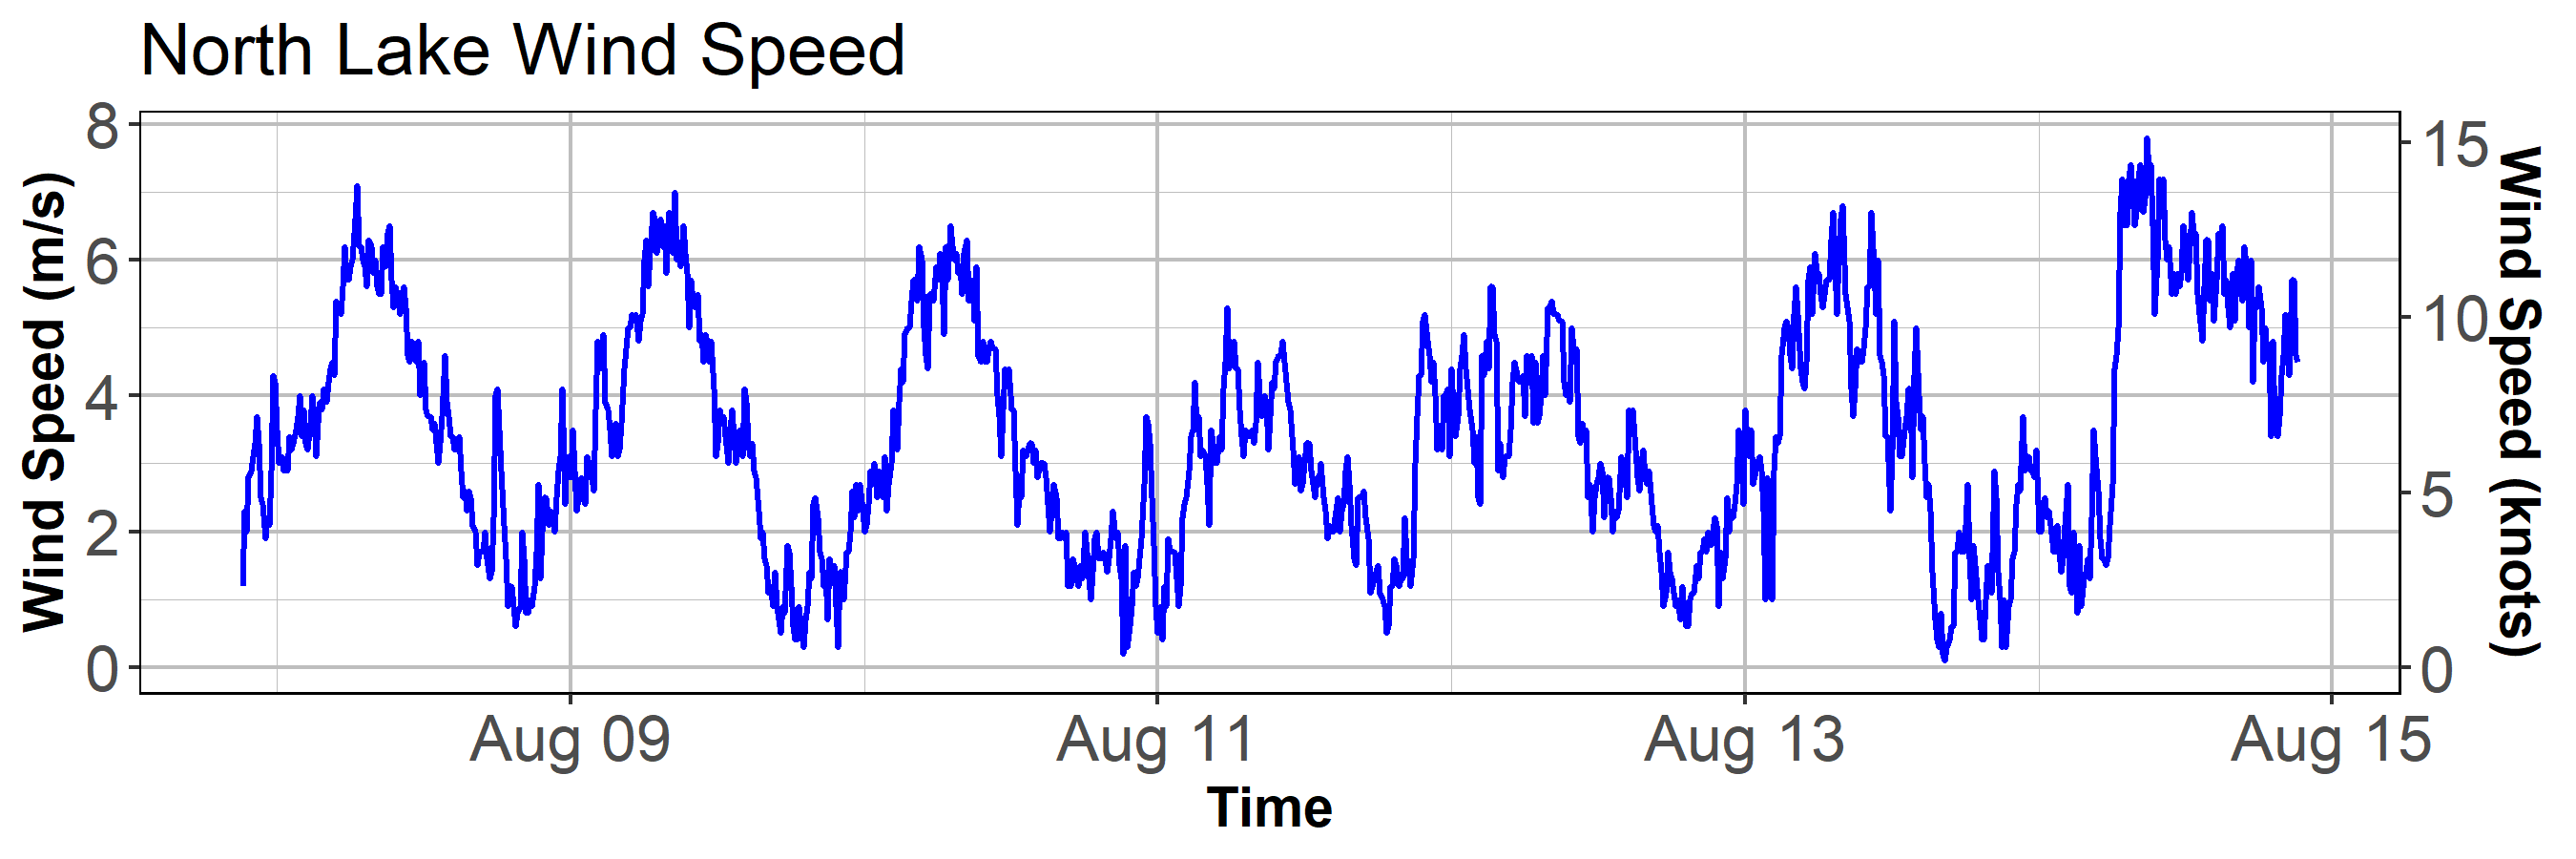 North Lake Wind Speed
Wind Speed (m/s)
8
6
4
2
0
15
10
5
0
Wind Speed (knots)
Aug 09
Aug 11
Aug 13
Aug 15
Time